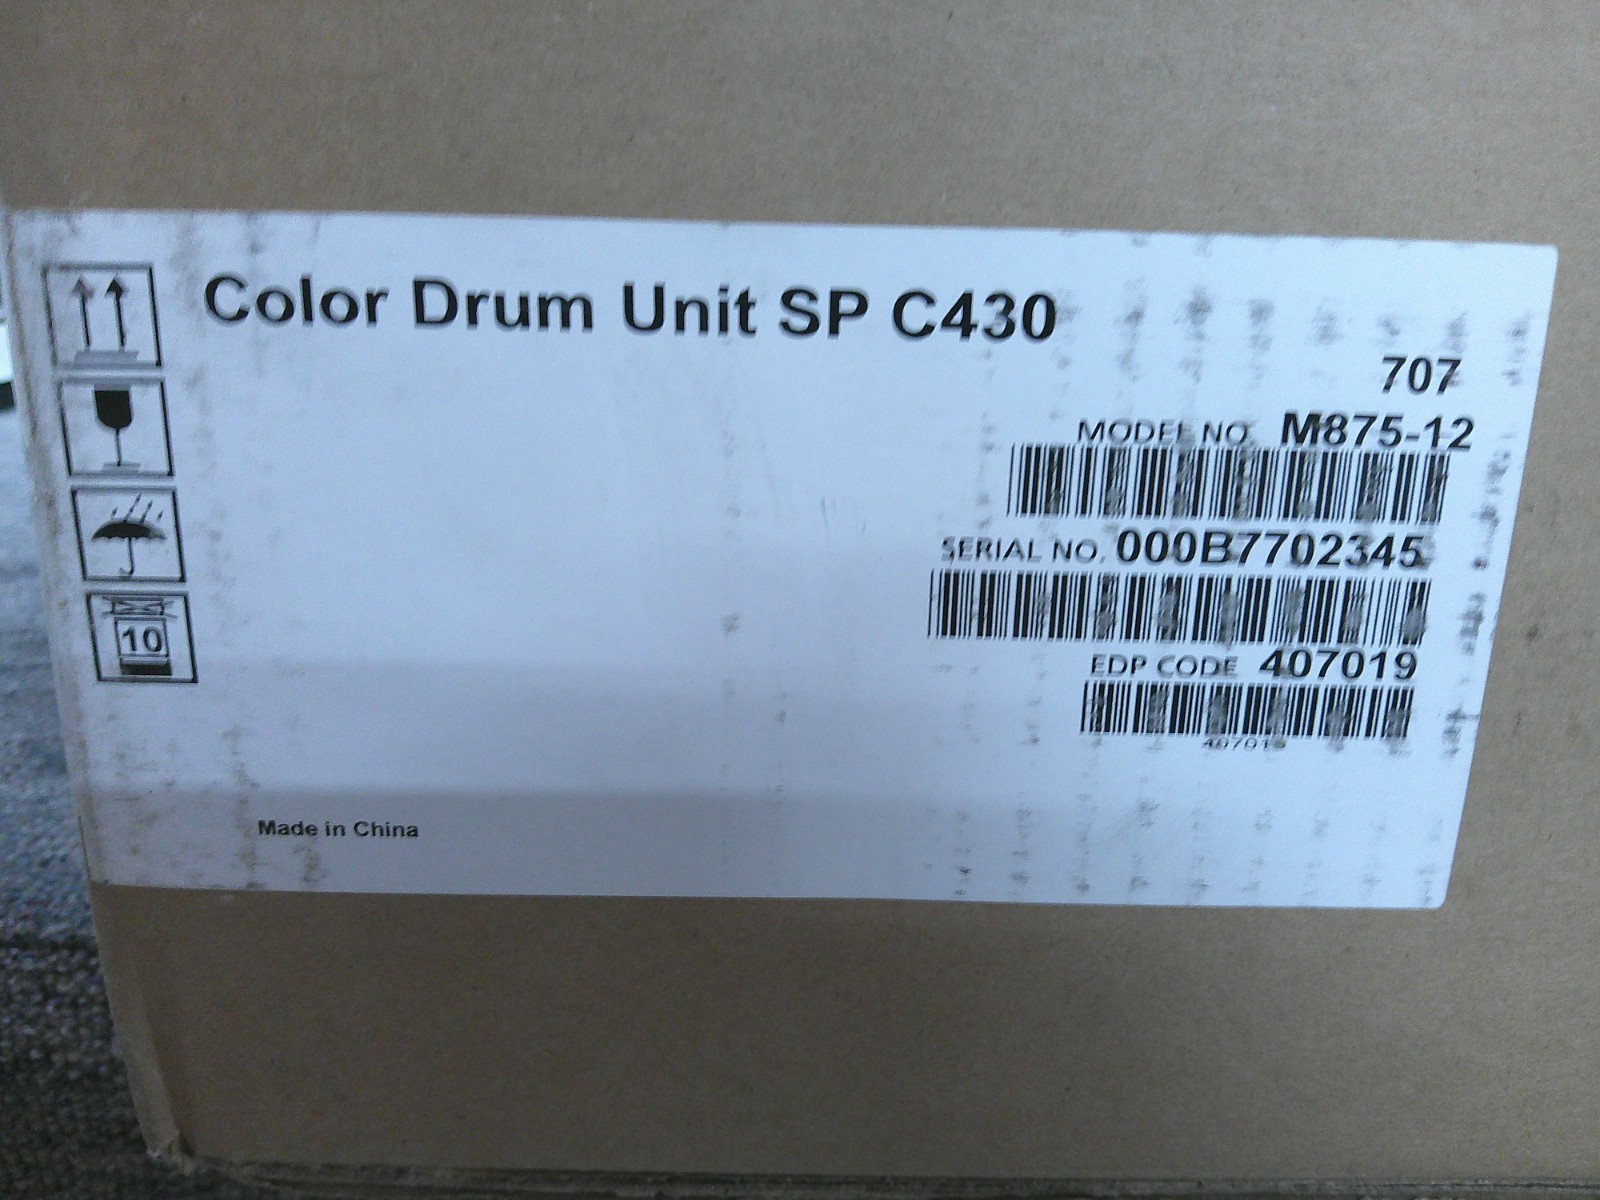 Color Drum Unit SP C430
707
MODEL NO. M875-12
SERIAL NO. 000B7702345
EDP CODE 407019
407019
10
Made in China